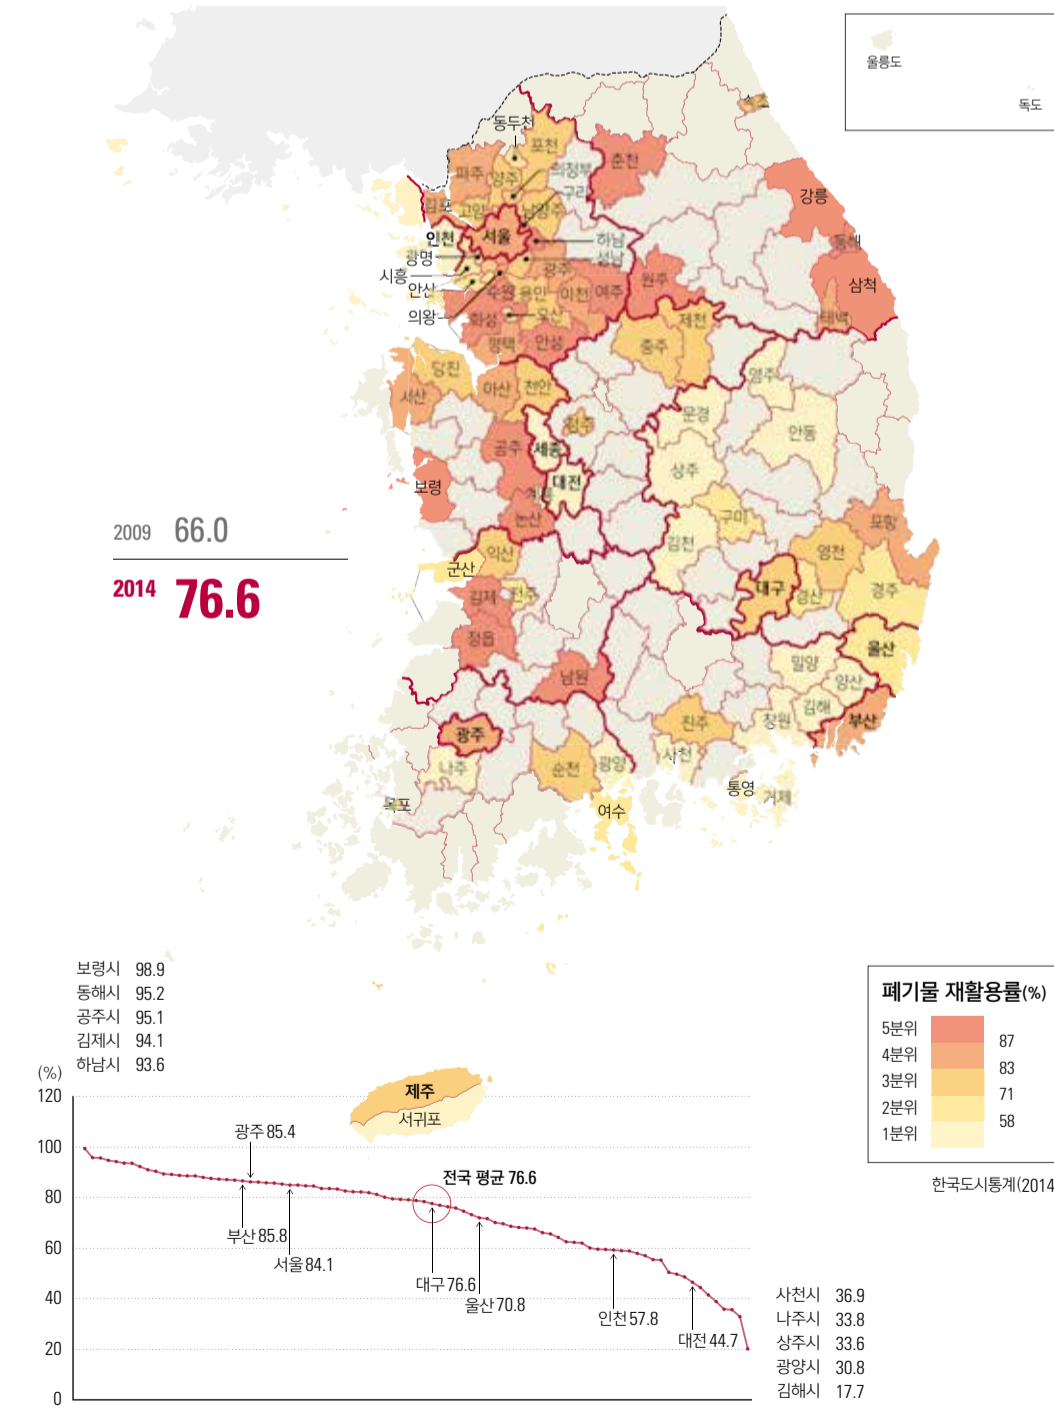 울릉도
독도
속초
동두천
포천
춘천
파주
양주
의정부
구리
강릉
김포
고양
남양주
인천
서울
하남
동해
광명
성남
시흥
광주
원주
삼척
안산
수원
용인
이천
여주
의왕
화성
오산
태백
제천
평택
안성
충주
당진
영주
서산
아산
천안
문경
청주
안동
공주
세종
상주
보령
대전
계룡
논산
구미
포항
2009 66.0
김천
익산
영천
군산
2014 76.6
대구
경산
경주
김제
전주
정읍
울산
밀양
남원
양산
김해
광주
진주
창원
부산
나주
순천
광양
사천
목포
여수
통영
거제
보령시 98.9
동해시 95.2
공주시 95.1
김제시 94.1
하남시 93.6
제주
서귀포
폐기물 재활용률(%)
5분위
87
4분위
83
3분위
71
2분위
58
1분위
한국도시통계(2014
(%)
120
100
80
60
40
20
0
광주 85.4
부산 85.8
서울 84.1
전국 평균 76.6
대구 76.6
울산 70.8
인천 57.8
대전 44.7
사천시 36.9
나주시 33.8
상주시 33.6
광양시 30.8
김해시 17.7